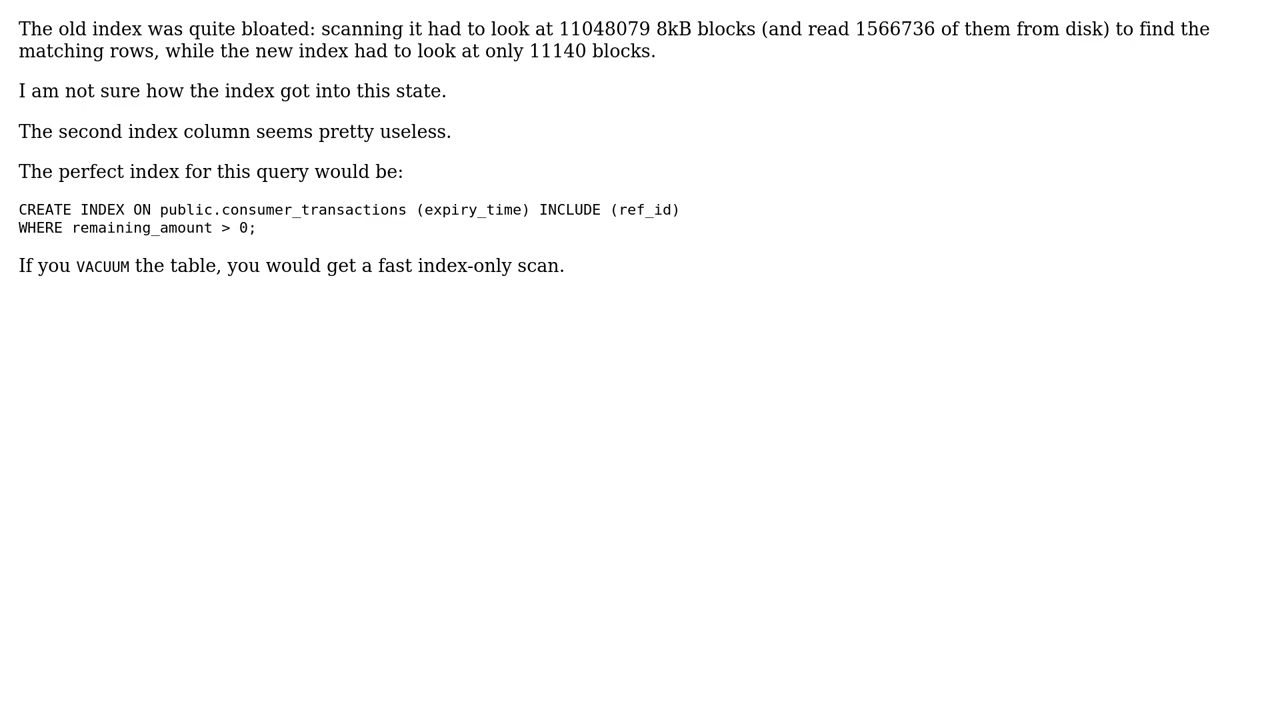 The old index was quite bloated: scanning it had to look at 11048079 8kB blocks (and read 1566736 of them from disk) to find the
matching rows, while the new index had to look at only 11140 blocks.
I am not sure how the index got into this state.
The second index column seems pretty useless.
The perfect index for this query would be:
CREATE INDEX ON public.consumer_transactions (expiry_time) INCLUDE (ref_id)
WHERE remaining_amount > 0;
If you VACUUM the table, you would get a fast index-only scan.